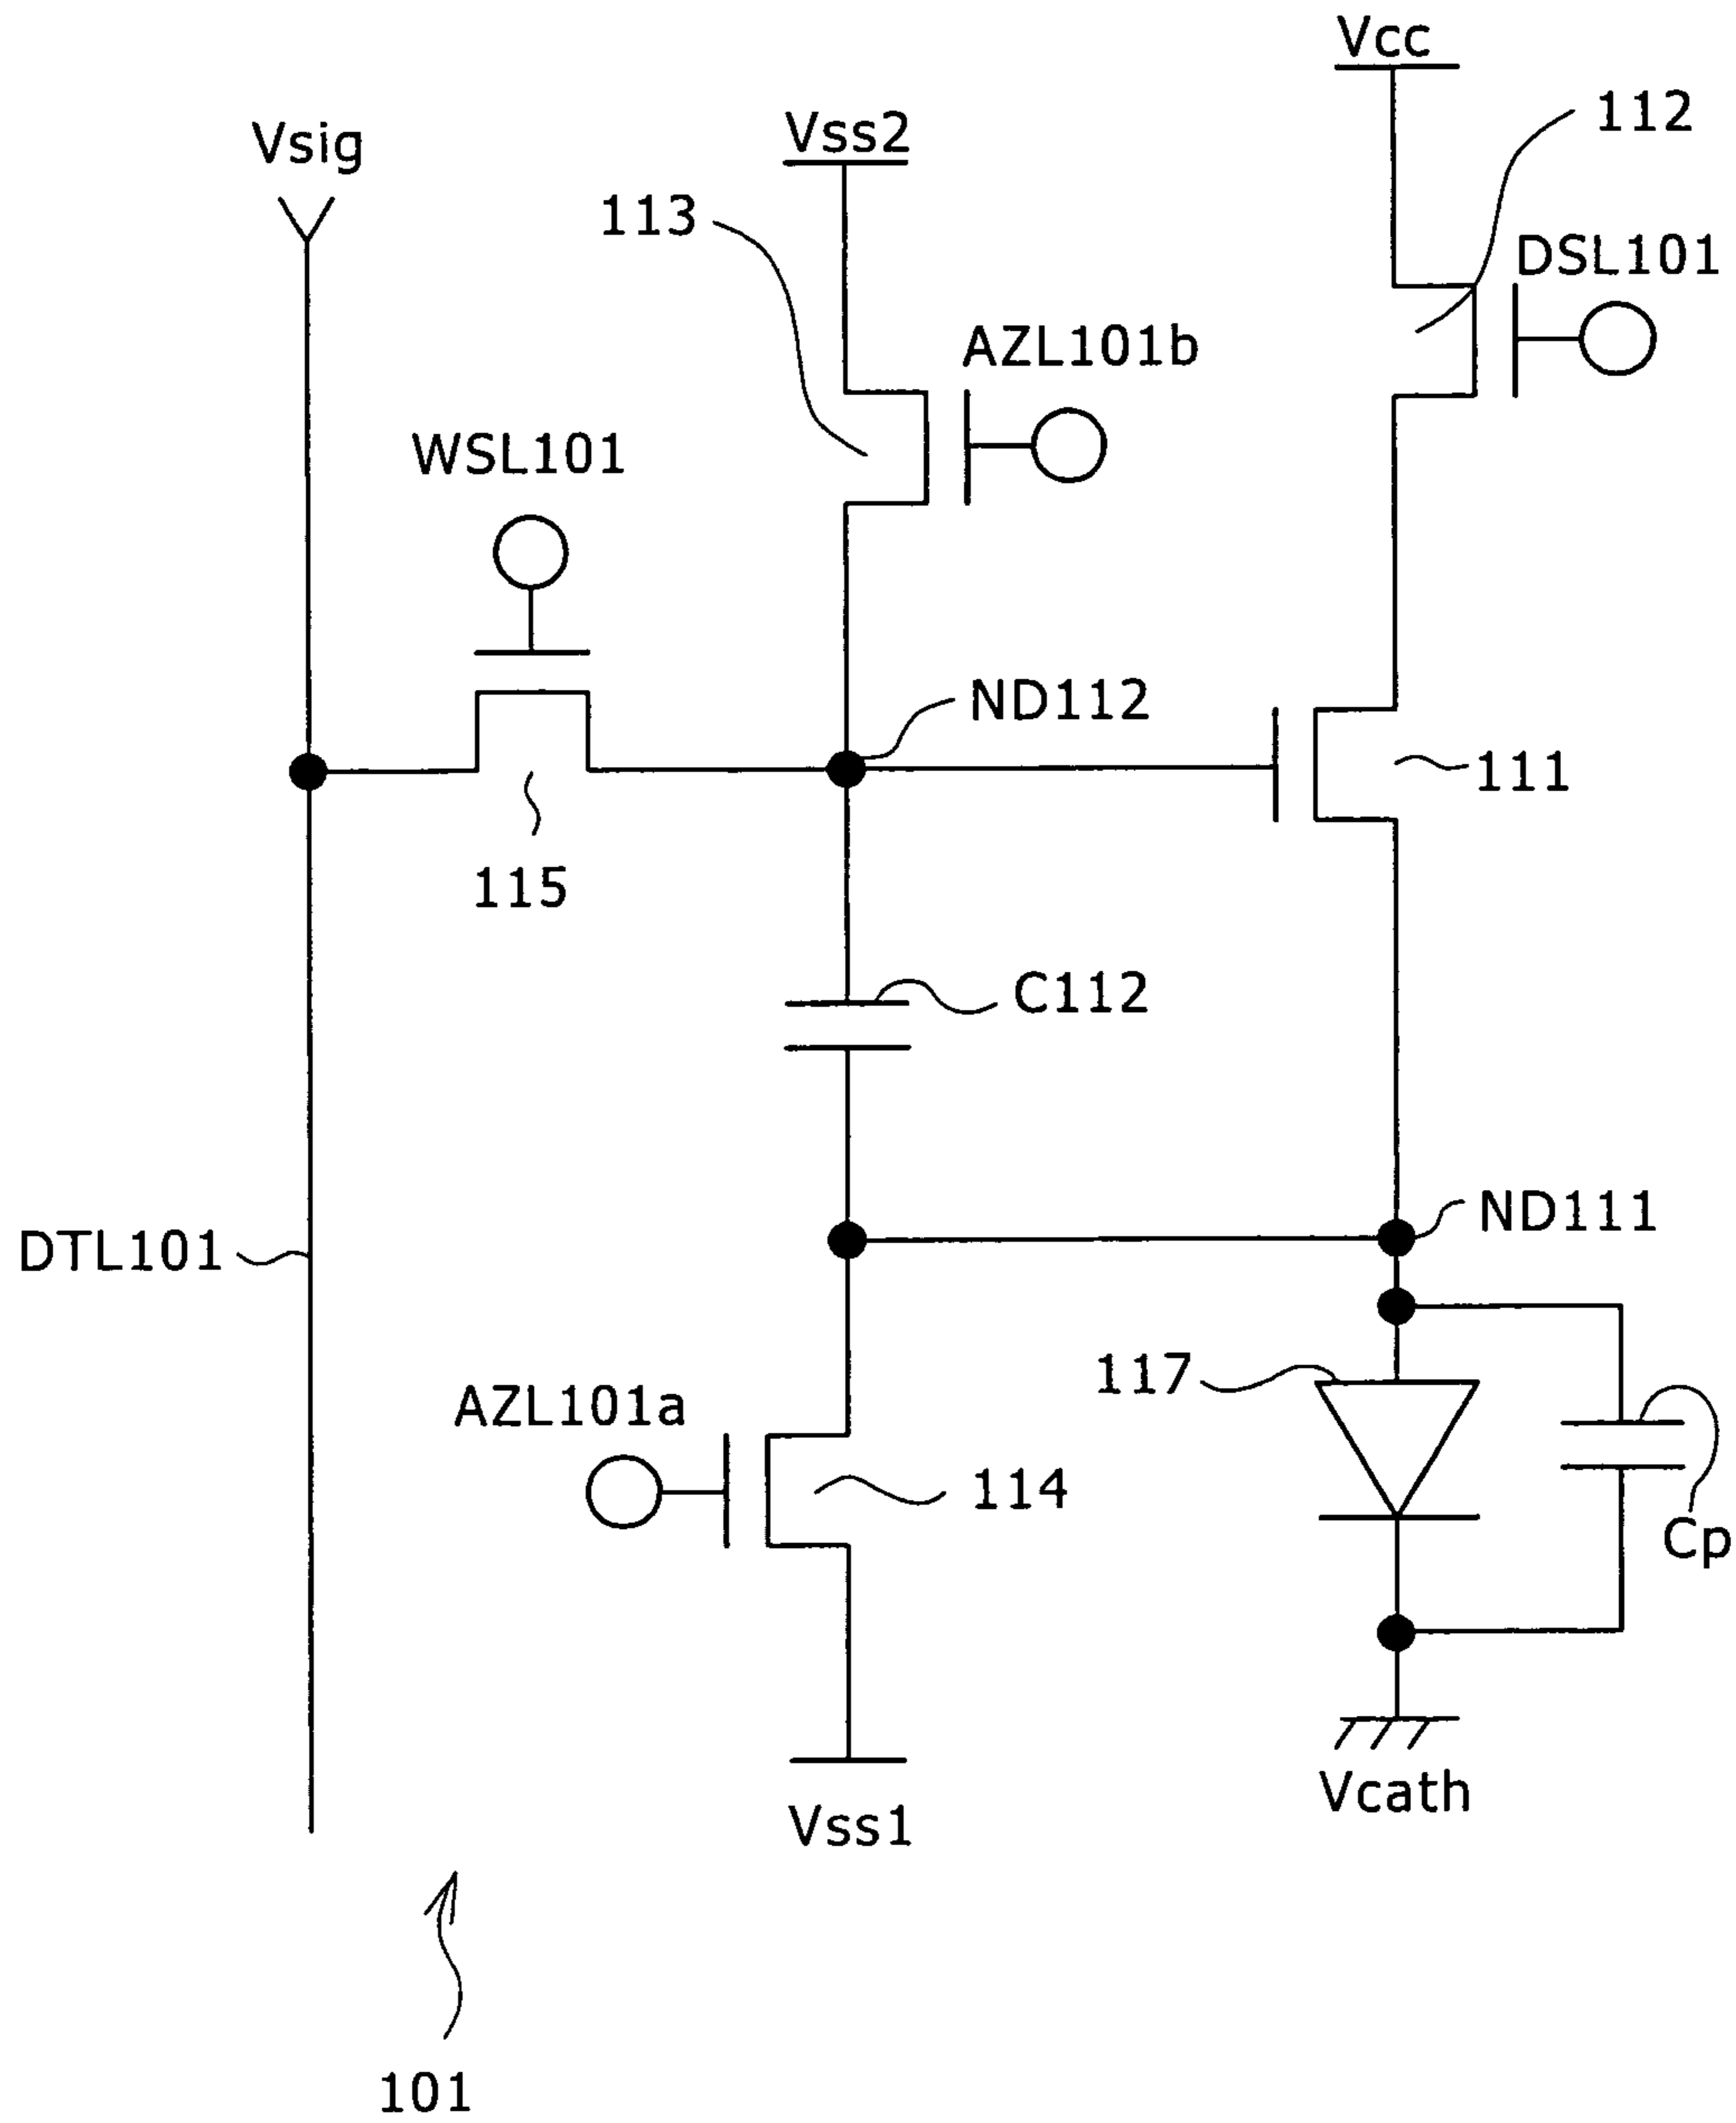 Vcc
112
Vsig
Vss2
113
DSL101
AZL101b
WSL101
ND112
111
115
C112
DTL101
ND111
117
AZL101a
114
Cp
Vcath
Vss1
101